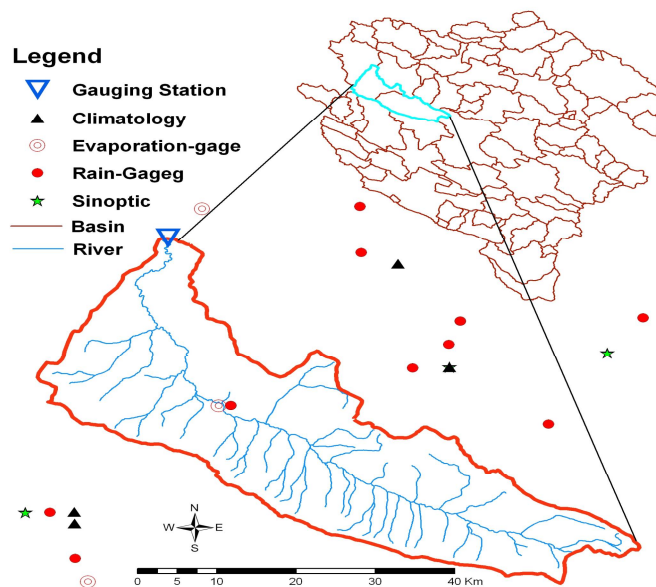 Legend
Gauging Station
Climatology
Evaporation-gage
Rain-Gageg
Sinoptic
Basin
River
N
W E
S
0 5 10 20 30 40 Km